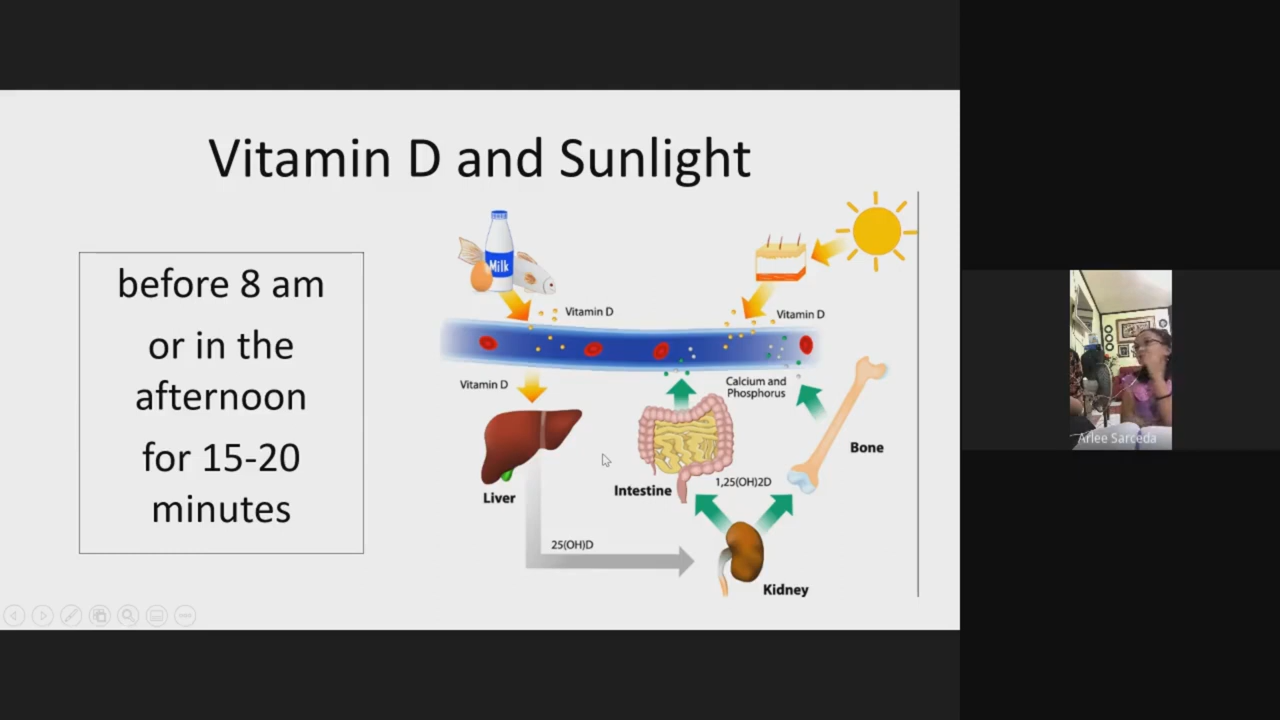 Vitamin D and Sunlight
before 8 am
or in the
afternoon
for 15-20
minutes
Milk
Vitamin D
Vitamin D
Vitamin D
Calcium and
Phosphorus
Liver
Intestine
Bone
1,25(OH)2D
25(OH)D
Kidney
Arlee Sarceda